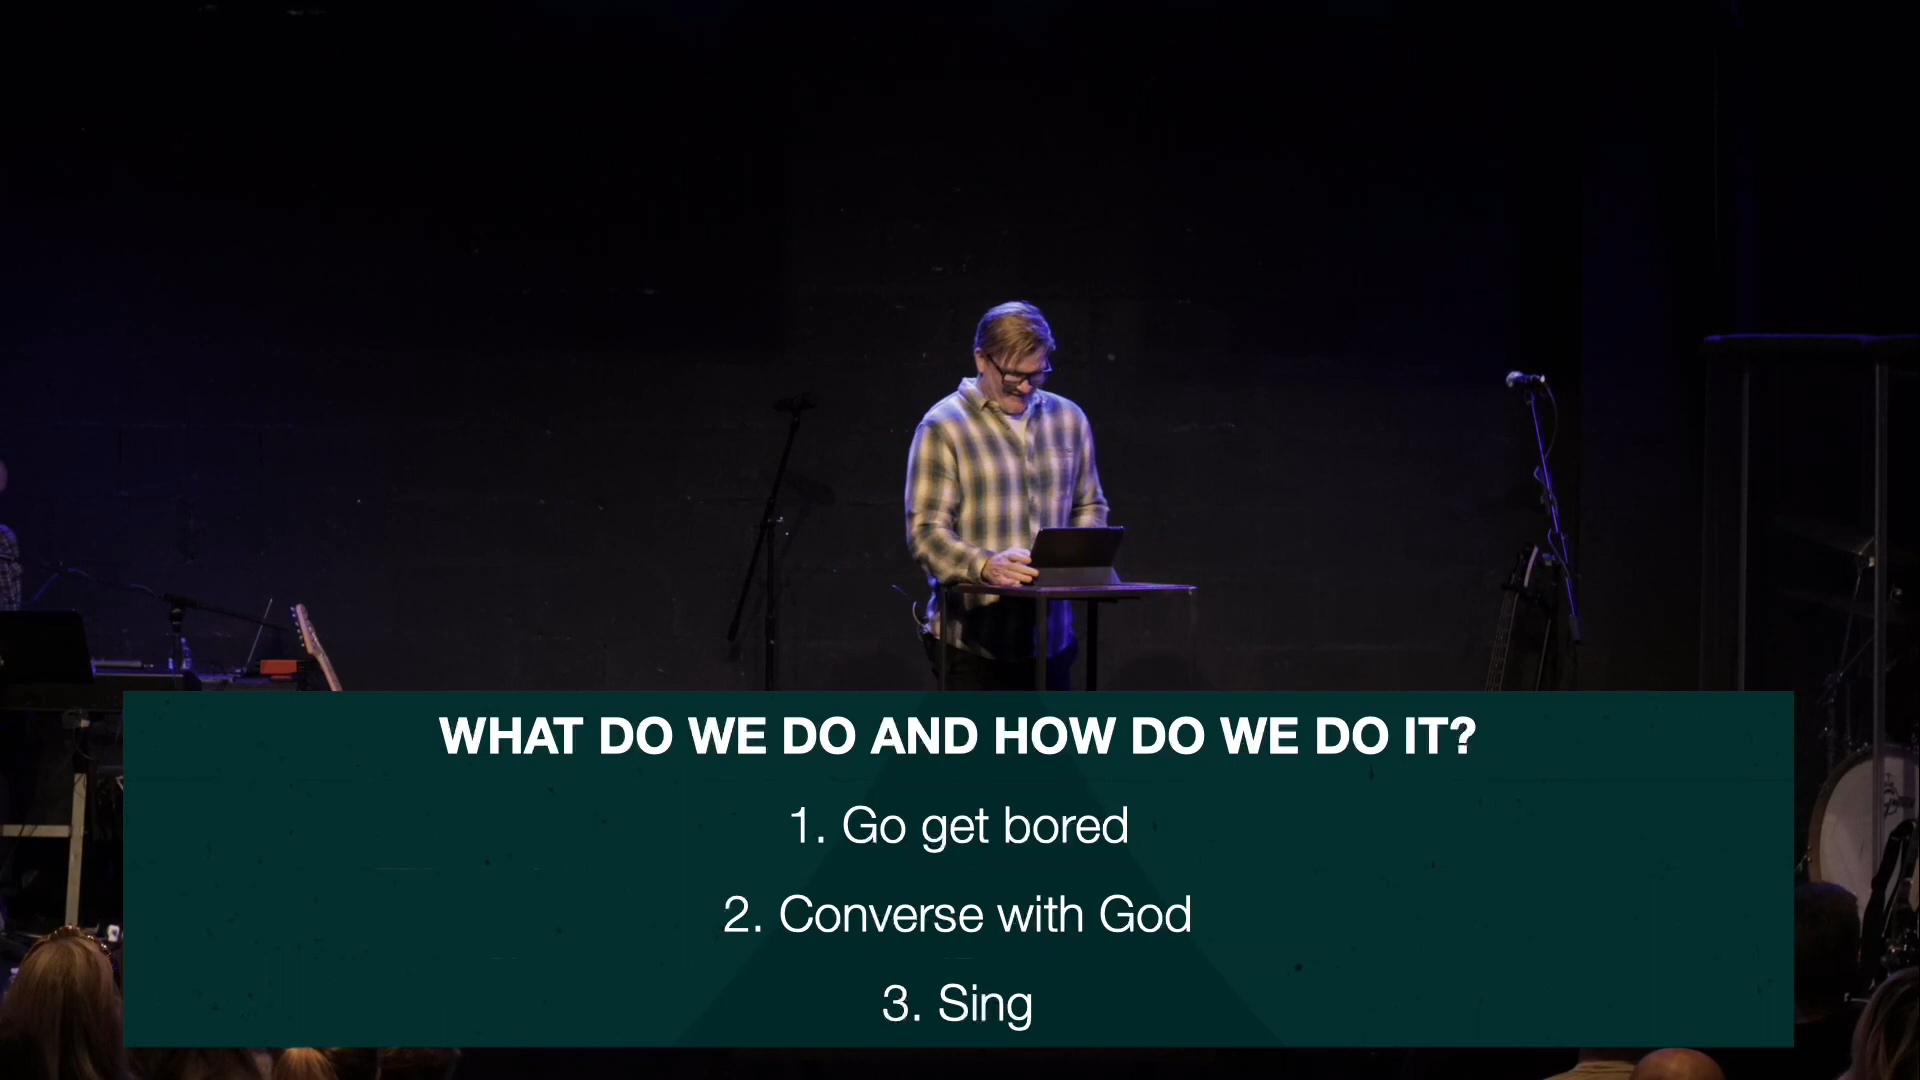 WHAT DO WE DO AND HOW DO WE DO IT?
1. Go get bored
2. Converse with God
3. Sing